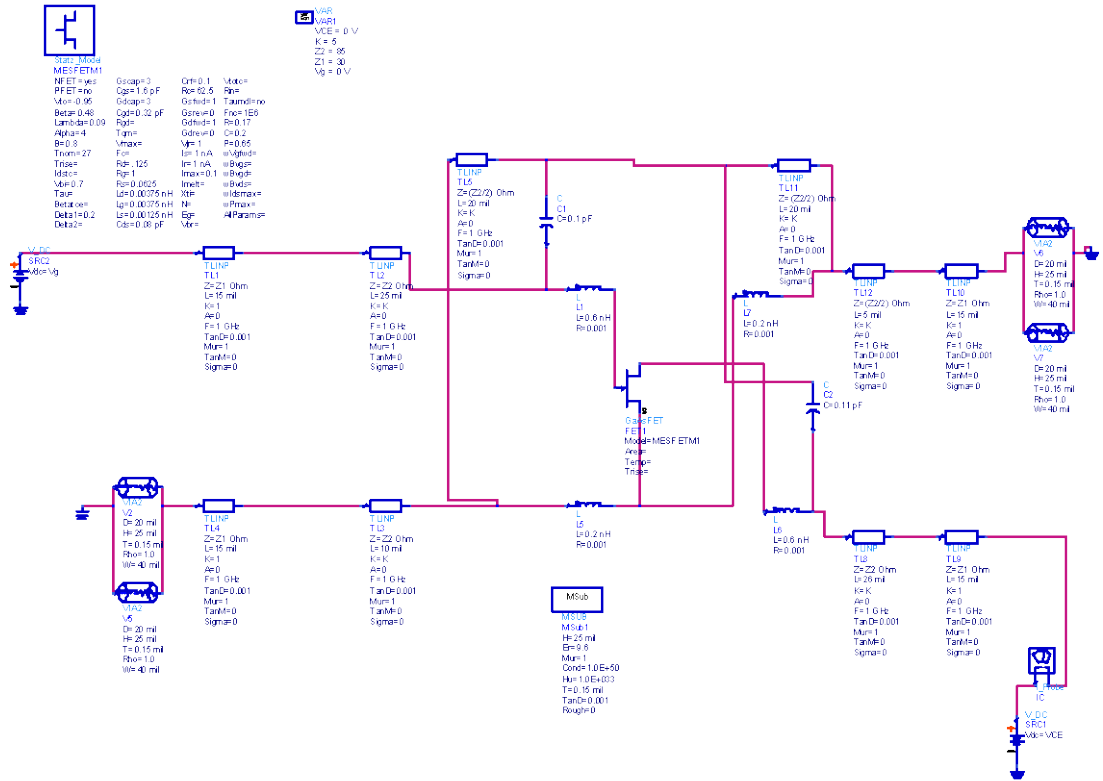 VAR
VAR1
VCE = 0 V
K = 5
Z2 = 85
Z1 = 30
Vg = 0 V
Statz_Model
MESFETM1
NFET=yes Gscap=3 Crf=0.1 Vtotc=
PFET=no Cgs=1.6 pF Rc=62.5 Rin=
Vto=-0.95 Gdcap=3 Gsfwd=1 Taumdl=no
Beta=0.48 Cgd=0.32 pF Gsrev=0 Fnc=1E6
Lambda=0.09 Rgd= Gdfwd=1 R=0.17
Alpha=4 Tqm= Gdrev=0 C=0.2
B=0.8 Vmax= Vjr=1 P=0.65
Tnom=27 Fc= Is=1 nA wVgfwd=
Trise= Rd=.125 Ir=1 nA wBvgs=
Idstc= Rg=1 Imax=0.1 wBvgd=
Vbi=0.7 Rs=0.0625 Imelt= wBvds=
Tau= Ld=0.00375 nH Xti= wIdsmax=
Betatce= Lg=0.00375 nH N= wPmax=
Delta1=0.2 Ls=0.00125 nH Eg= AllParams=
Delta2= Cds=0.08 pF Vbr=
V_DC
SRC2
Vdc=Vg
TLINP
TL1
Z=Z1 Ohm
L=15 mil
K=1
A=0
F=1 GHz
TanD=0.001
Mur=1
TanM=0
Sigma=0
TLINP
TL2
Z=Z2 Ohm
L=25 mil
K=K
A=0
F=1 GHz
TanD=0.001
Mur=1
TanM=0
Sigma=0
TLINP
TL5
Z=(Z2/2) Ohm
L=20 mil
K=K
A=0
F=1 GHz
TanD=0.001
Mur=1
TanM=0
Sigma=0
C
C1
C=0.1 pF
TLINP
TL11
Z=(Z2/2) Ohm
L=20 mil
K=K
A=0
F=1 GHz
TanD=0.001
Mur=1
TanM=0
Sigma=0
L
L1
L=0.6 nH
R=0.001
L
L7
L=0.2 nH
R=0.001
TLINP
TL12
Z=(Z2/2) Ohm
L=5 mil
K=K
A=0
F=1 GHz
TanD=0.001
Mur=1
TanM=0
Sigma=0
TLINP
TL10
Z=Z1 Ohm
L=15 mil
K=1
A=0
F=1 GHz
TanD=0.001
Mur=1
TanM=0
Sigma=0
VIA2
V6
D=20 mil
H=25 mil
T=0.15 mil
Rho=1.0
W=40 mil
VIA2
V7
D=20 mil
H=25 mil
T=0.15 mil
Rho=1.0
W=40 mil
GaasFET
FET1
Model=MESFETM1
Area=
Temp=
Trise=
C
C2
C=0.11 pF
VIA2
V2
D=20 mil
H=25 mil
T=0.15 mil
Rho=1.0
W=40 mil
VIA2
V5
D=20 mil
H=25 mil
T=0.15 mil
Rho=1.0
W=40 mil
TLINP
TL4
Z=Z1 Ohm
L=15 mil
K=1
A=0
F=1 GHz
TanD=0.001
Mur=1
TanM=0
Sigma=0
TLINP
TL3
Z=Z2 Ohm
L=10 mil
K=K
A=0
F=1 GHz
TanD=0.001
Mur=1
TanM=0
Sigma=0
L
L5
L=0.2 nH
R=0.001
L
L6
L=0.6 nH
R=0.001
TLINP
TL8
Z=Z2 Ohm
L=26 mil
K=K
A=0
F=1 GHz
TanD=0.001
Mur=1
TanM=0
Sigma=0
TLINP
TL9
Z=Z1 Ohm
L=15 mil
K=1
A=0
F=1 GHz
TanD=0.001
Mur=1
TanM=0
Sigma=0
MSub
MSUB
MSub1
H=25 mil
Er=9.6
Mur=1
Cond=1.0E+50
Hu=1.0E+033
T=0.15 mil
TanD=0.001
Rough=0
I_Probe
IC
V_DC
SRC1
Vdc=VCE